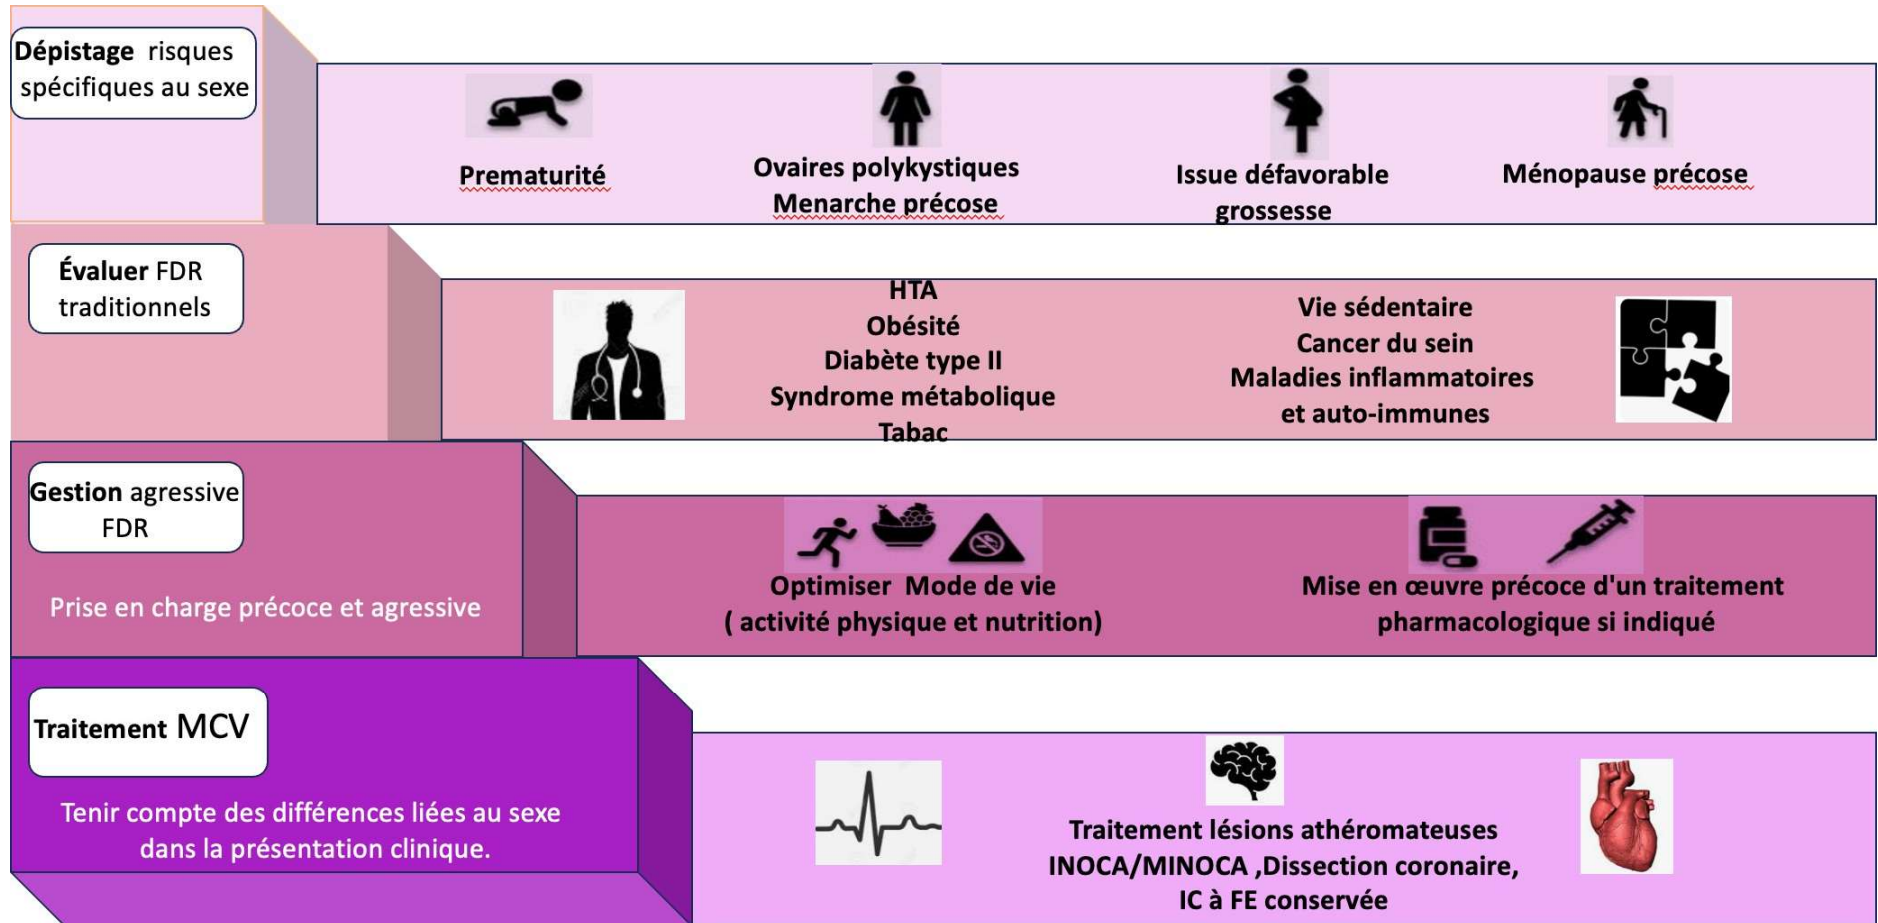 Dépistage risques
spécifiques au sexe
Prematurité
Ovaires polykystiques
Menarche précose
Issue défavorable
grossesse
Ménopause précose
Évaluer FDR
traditionnels
HTA
Obésité
Diabète type II
Syndrome métabolique
Tabac
Vie sédentaire
Cancer du sein
Maladies inflammatoires
et auto-immunes
Gestion agressive
FDR
Prise en charge précoce et agressive
Optimiser Mode de vie
( activité physique et nutrition)
Mise en œuvre précoce d'un traitement
pharmacologique si indiqué
Traitement MCV
Tenir compte des différences liées au sexe
dans la présentation clinique.
Traitement lésions athéromateuses
INOCA/MINOCA ,Dissection coronaire,
IC à FE conservée